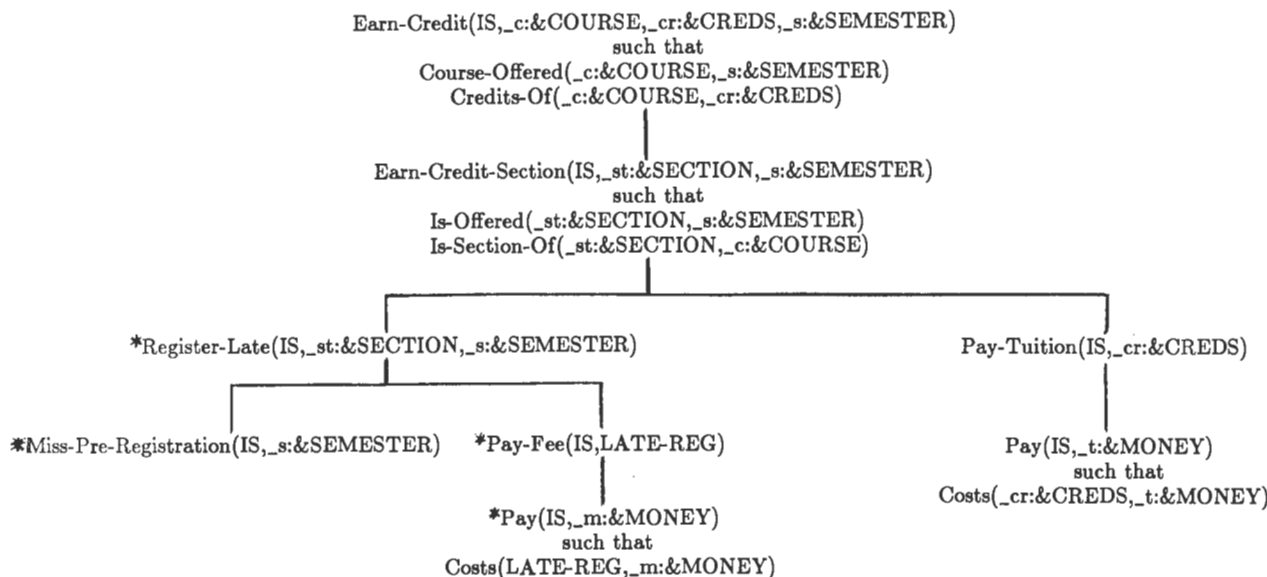 Earn-Credit(IS,_c:&COURSE,_cr:&CREDS,_s:&SEMESTER)
such that
Course-Offered(_c:&COURSE,_s:&SEMESTER)
Credits-Of(_c:&COURSE,_cr:&CREDS)
Earn-Credit-Section(IS,_st:&SECTION,_s:&SEMESTER)
such that
Is-Offered(_st:&SECTION,_s:&SEMESTER)
Is-Section-Of(_st:&SECTION,_c:&COURSE)
*Register-Late(IS,_st:&SECTION,_s:&SEMESTER)
Pay-Tuition(IS,_cr:&CREDS)
*Miss-Pre-Registration(IS,_s:&SEMESTER)
*Pay-Fee(IS,LATE-REG)
Pay(IS,_t:&MONEY)
such that
Costs(_cr:&CREDS,_t:&MONEY)
*Pay(IS,_m:&MONEY)
such that
Costs(LATE-REG,_m:&MONEY)